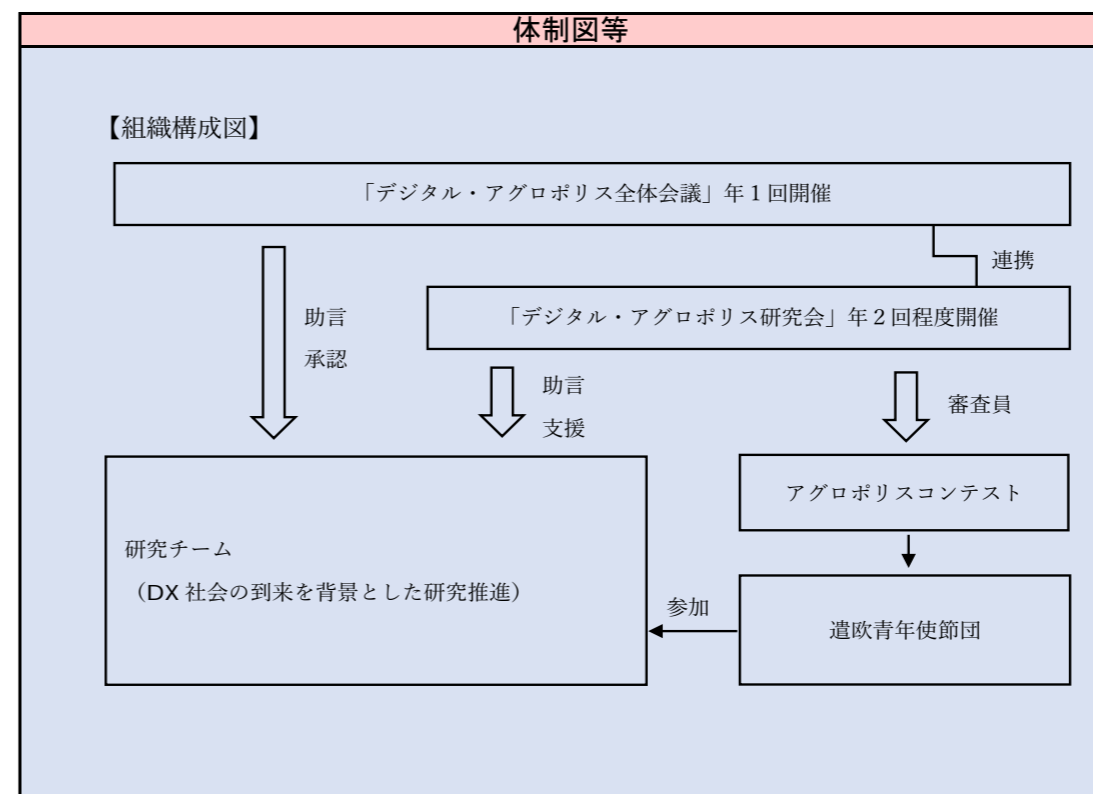 体制図等
【組織構成図】
「デジタル・アグロポリス全体会議」年１回開催
連携
「デジタル・アグロポリス研究会」年２回程度開催
助言
承認
助言
支援
審査員
アグロポリスコンテスト
研究チーム
（DX 社会の到来を背景とした研究推進）
参加
遣欧青年使節団